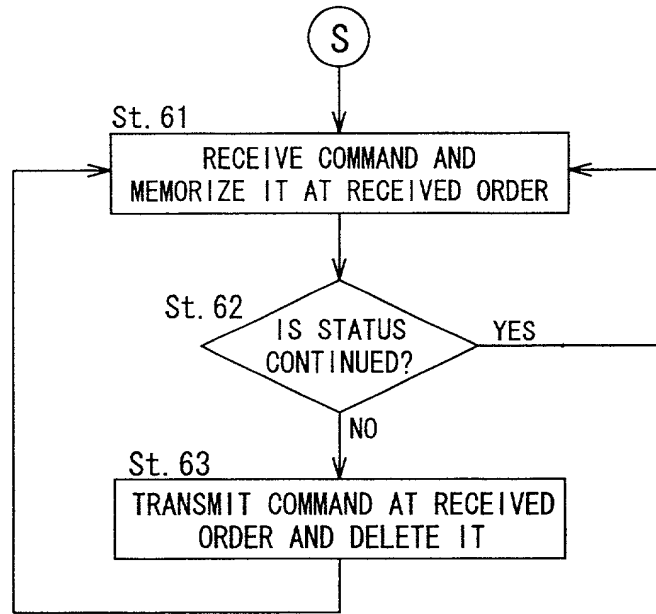 S
St. 61
RECEIVE COMMAND AND
MEMORIZE IT AT RECEIVED ORDER
St. 62
IS STATUS
CONTINUED?
YES
NO
St. 63
TRANSMIT COMMAND AT RECEIVED
ORDER AND DELETE IT